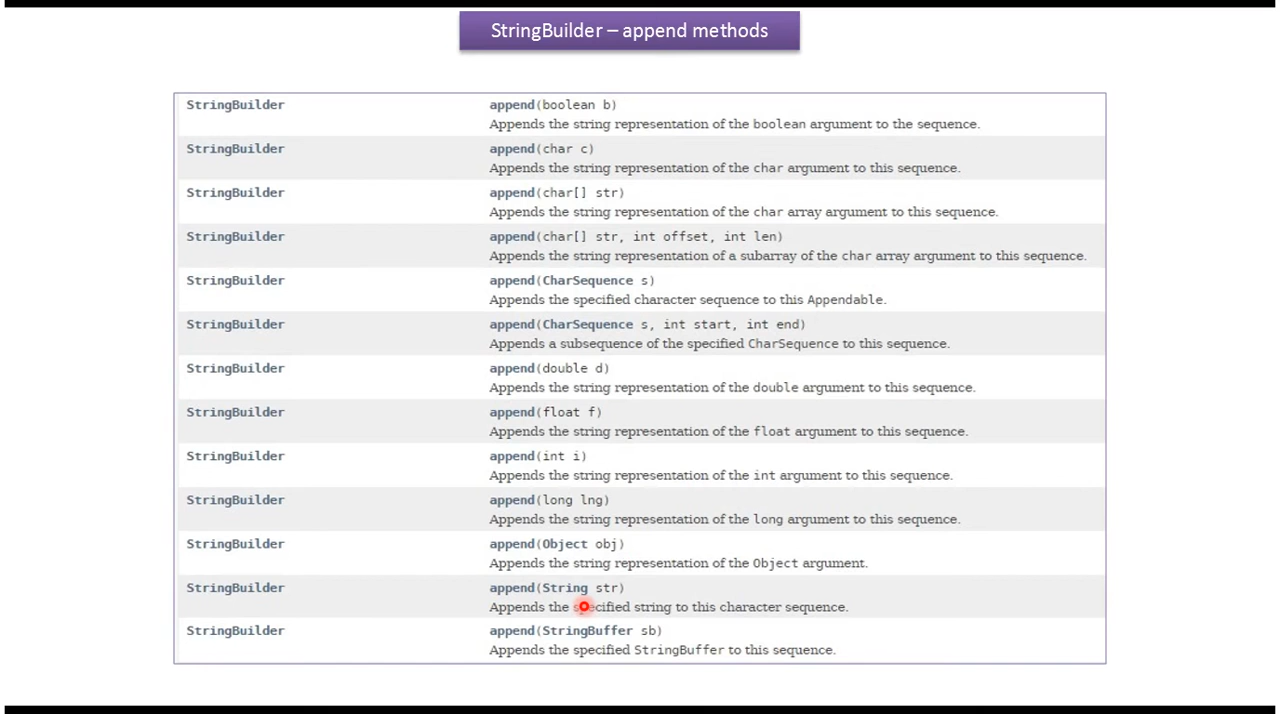 StringBuilder – append methods
StringBuilder append(boolean b)
Appends the string representation of the boolean argument to the sequence.
StringBuilder append(char c)
Appends the string representation of the char argument to this sequence.
StringBuilder append(char[] str)
Appends the string representation of the char array argument to this sequence.
StringBuilder append(char[] str, int offset, int len)
Appends the string representation of a subarray of the char array argument to this sequence.
StringBuilder append(CharSequence s)
Appends the specified character sequence to this Appendable.
StringBuilder append(CharSequence s, int start, int end)
Appends a subsequence of the specified CharSequence to this sequence.
StringBuilder append(double d)
Appends the string representation of the double argument to this sequence.
StringBuilder append(float f)
Appends the string representation of the float argument to this sequence.
StringBuilder append(int i)
Appends the string representation of the int argument to this sequence.
StringBuilder append(long lng)
Appends the string representation of the long argument to this sequence.
StringBuilder append(Object obj)
Appends the string representation of the Object argument.
StringBuilder append(String str)
Appends the specified string to this character sequence.
StringBuilder append(StringBuffer sb)
Appends the specified StringBuffer to this sequence.